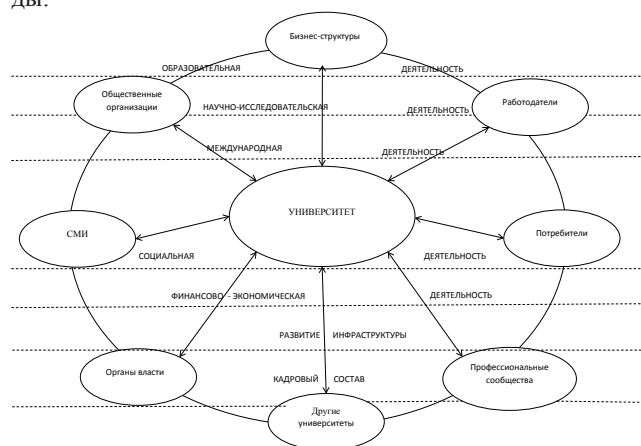 ды.
Бизнес-структуры
ОБРАЗОВАТЕЛЬНАЯ ДЕЯТЕЛЬНОСТЬ
Общественные
организации
Работодатели
НАУЧНО-ИССЛЕДОВАТЕЛЬСКАЯ ДЕЯТЕЛЬНОСТЬ
МЕЖДУНАРОДНАЯ ДЕЯТЕЛЬНОСТЬ
УНИВЕРСИТЕТ
СМИ
Потребители
СОЦИАЛЬНАЯ ДЕЯТЕЛЬНОСТЬ
ФИНАНСОВО - ЭКОНОМИЧЕСКАЯ ДЕЯТЕЛЬНОСТЬ
РАЗВИТИЕ ИНФРАСТРУКТУРЫ
Органы власти
Профессиональные
сообщества
КАДРОВЫЙ СОСТАВ
Другие
университеты